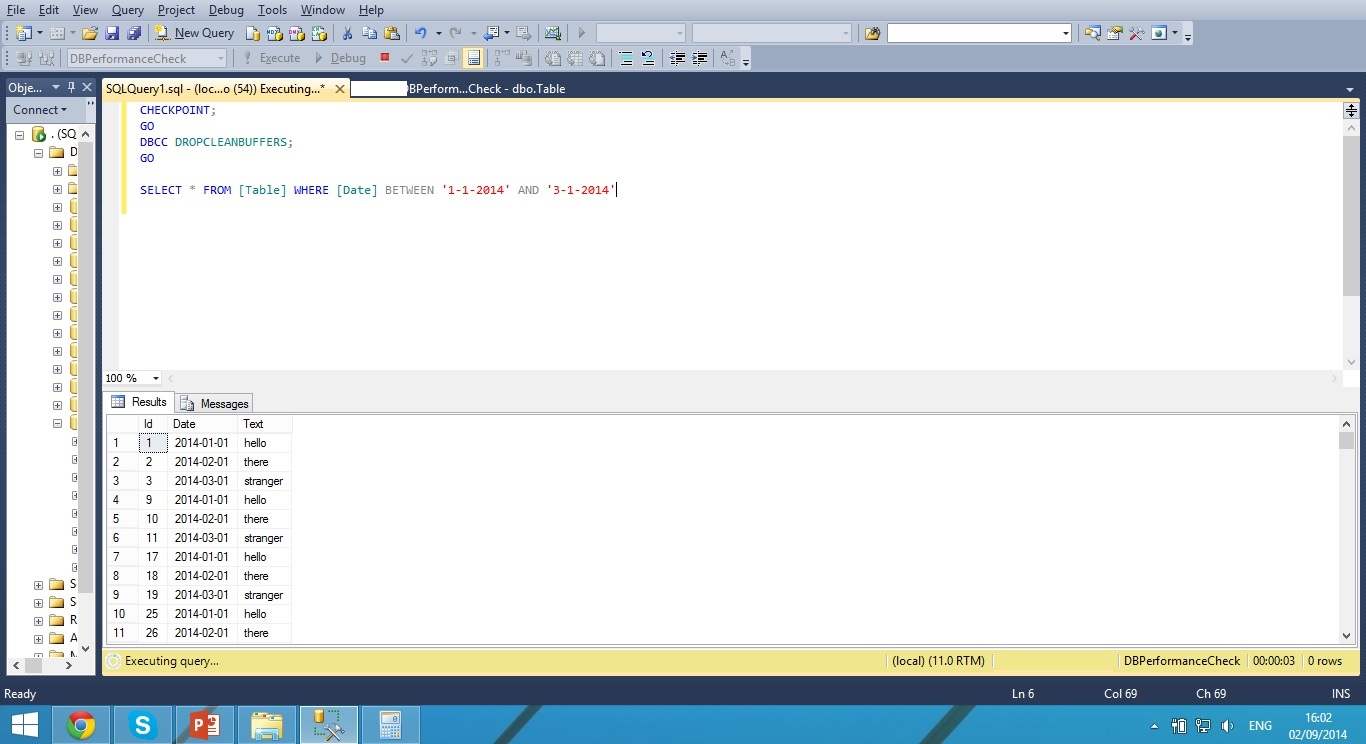 File Edit View Query Project Debug Tools Window Help
New Query
DBPerformanceCheck Execute Debug
Obje...
SQLQuery1.sql - (loc...o (54)) Executing...* BPerform...Check - dbo.Table
Connect
. (SQ
D
S
S
R
A
CHECKPOINT;
GO
DBCC DROPCLEANBUFFERS;
GO
SELECT * FROM [Table] WHERE [Date] BETWEEN '1-1-2014' AND '3-1-2014'
100 %
Results Messages
Id Date Text
1 1 2014-01-01 hello
2 2 2014-02-01 there
3 3 2014-03-01 stranger
4 9 2014-01-01 hello
5 10 2014-02-01 there
6 11 2014-03-01 stranger
7 17 2014-01-01 hello
8 18 2014-02-01 there
9 19 2014-03-01 stranger
10 25 2014-01-01 hello
11 26 2014-02-01 there
Executing query... (local) (11.0 RTM) DBPerformanceCheck 00:00:03 0 rows
Ready Ln 6 Col 69 Ch 69 INS
ENG 16:02
02/09/2014